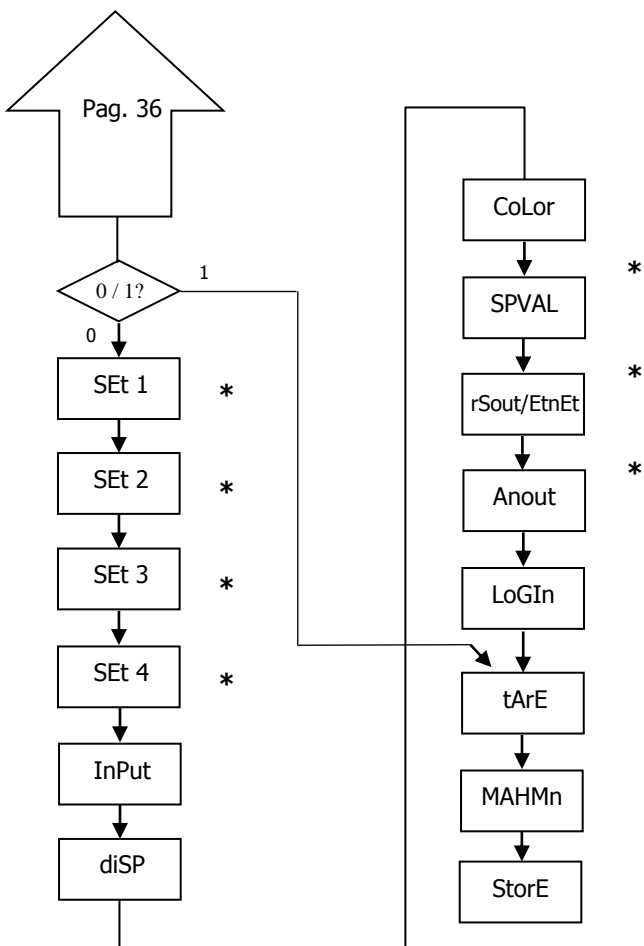 Pag. 36
0 / 1?
1
0
SEt 1
*
SEt 2
*
SEt 3
*
SEt 4
*
InPut
diSP
CoLor
*
SPVAL
*
rSout/EtnEt
*
Anout
LoGIn
tArE
MAHMn
StorE